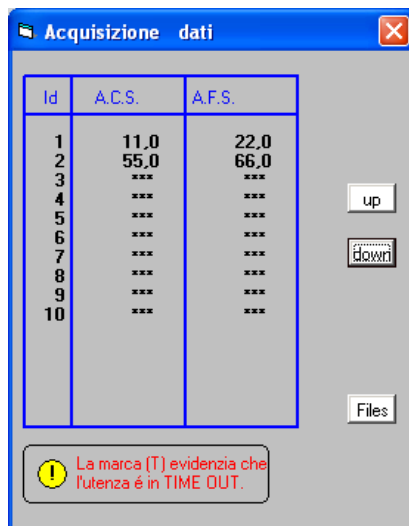 Acquisizione dati
Id A.C.S. A.F.S.
1 11,0 22,0
2 55,0 66,0
3 *** ***
4 *** ***
5 *** ***
6 *** ***
7 *** ***
8 *** ***
9 *** ***
10 *** ***
up
down
Files
La marca (T) evidenzia che
l'utenza é in TIME OUT.